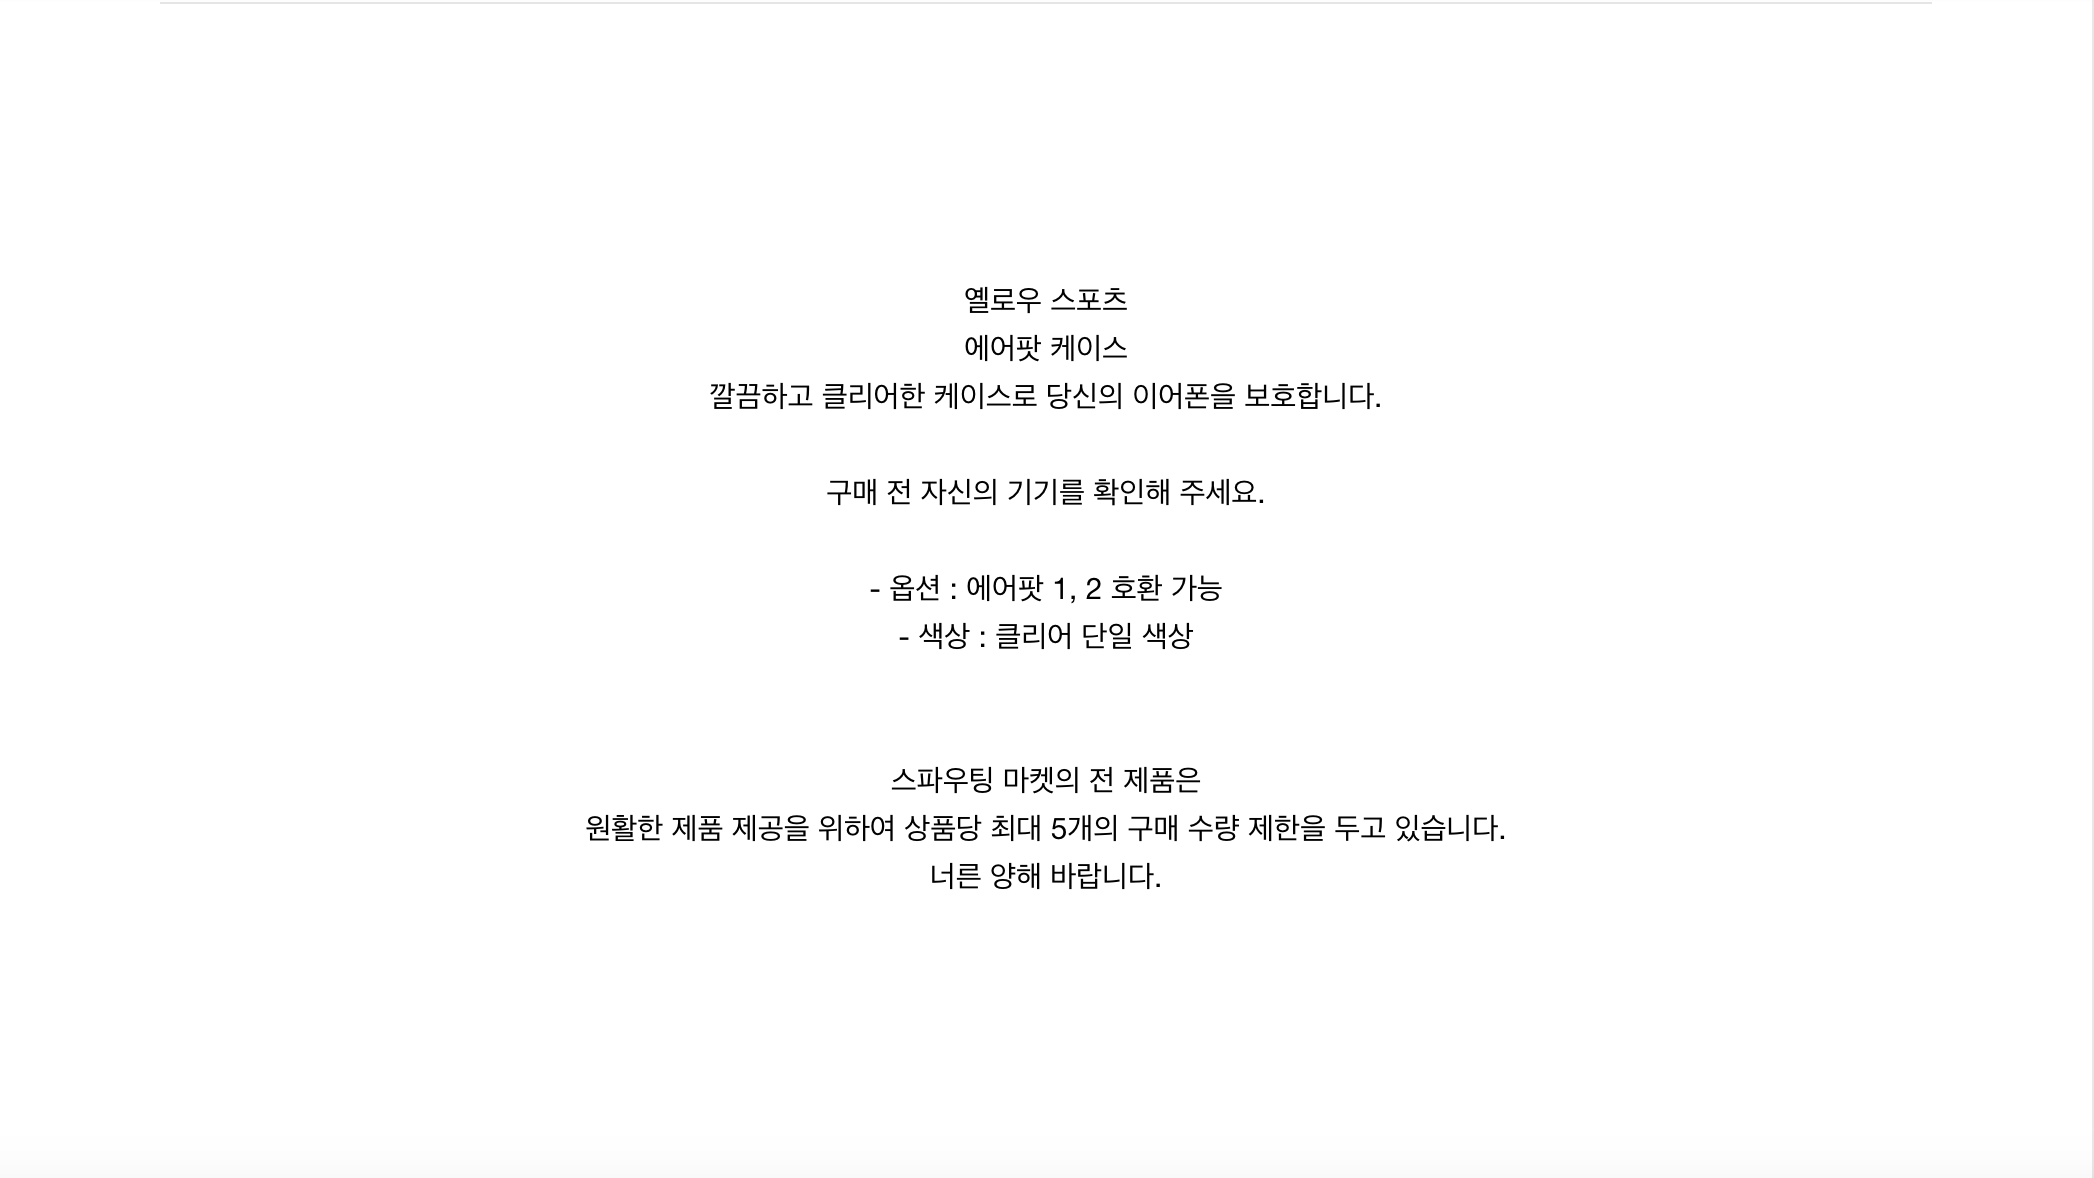 옐로우 스포츠
에어팟 케이스
깔끔하고 클리어한 케이스로 당신의 이어폰을 보호합니다.
구매 전 자신의 기기를 확인해 주세요.
- 옵션 : 에어팟 1, 2 호환 가능
- 색상 : 클리어 단일 색상
스파우팅 마켓의 전 제품은
원활한 제품 제공을 위하여 상품당 최대 5개의 구매 수량 제한을 두고 있습니다.
너른 양해 바랍니다.